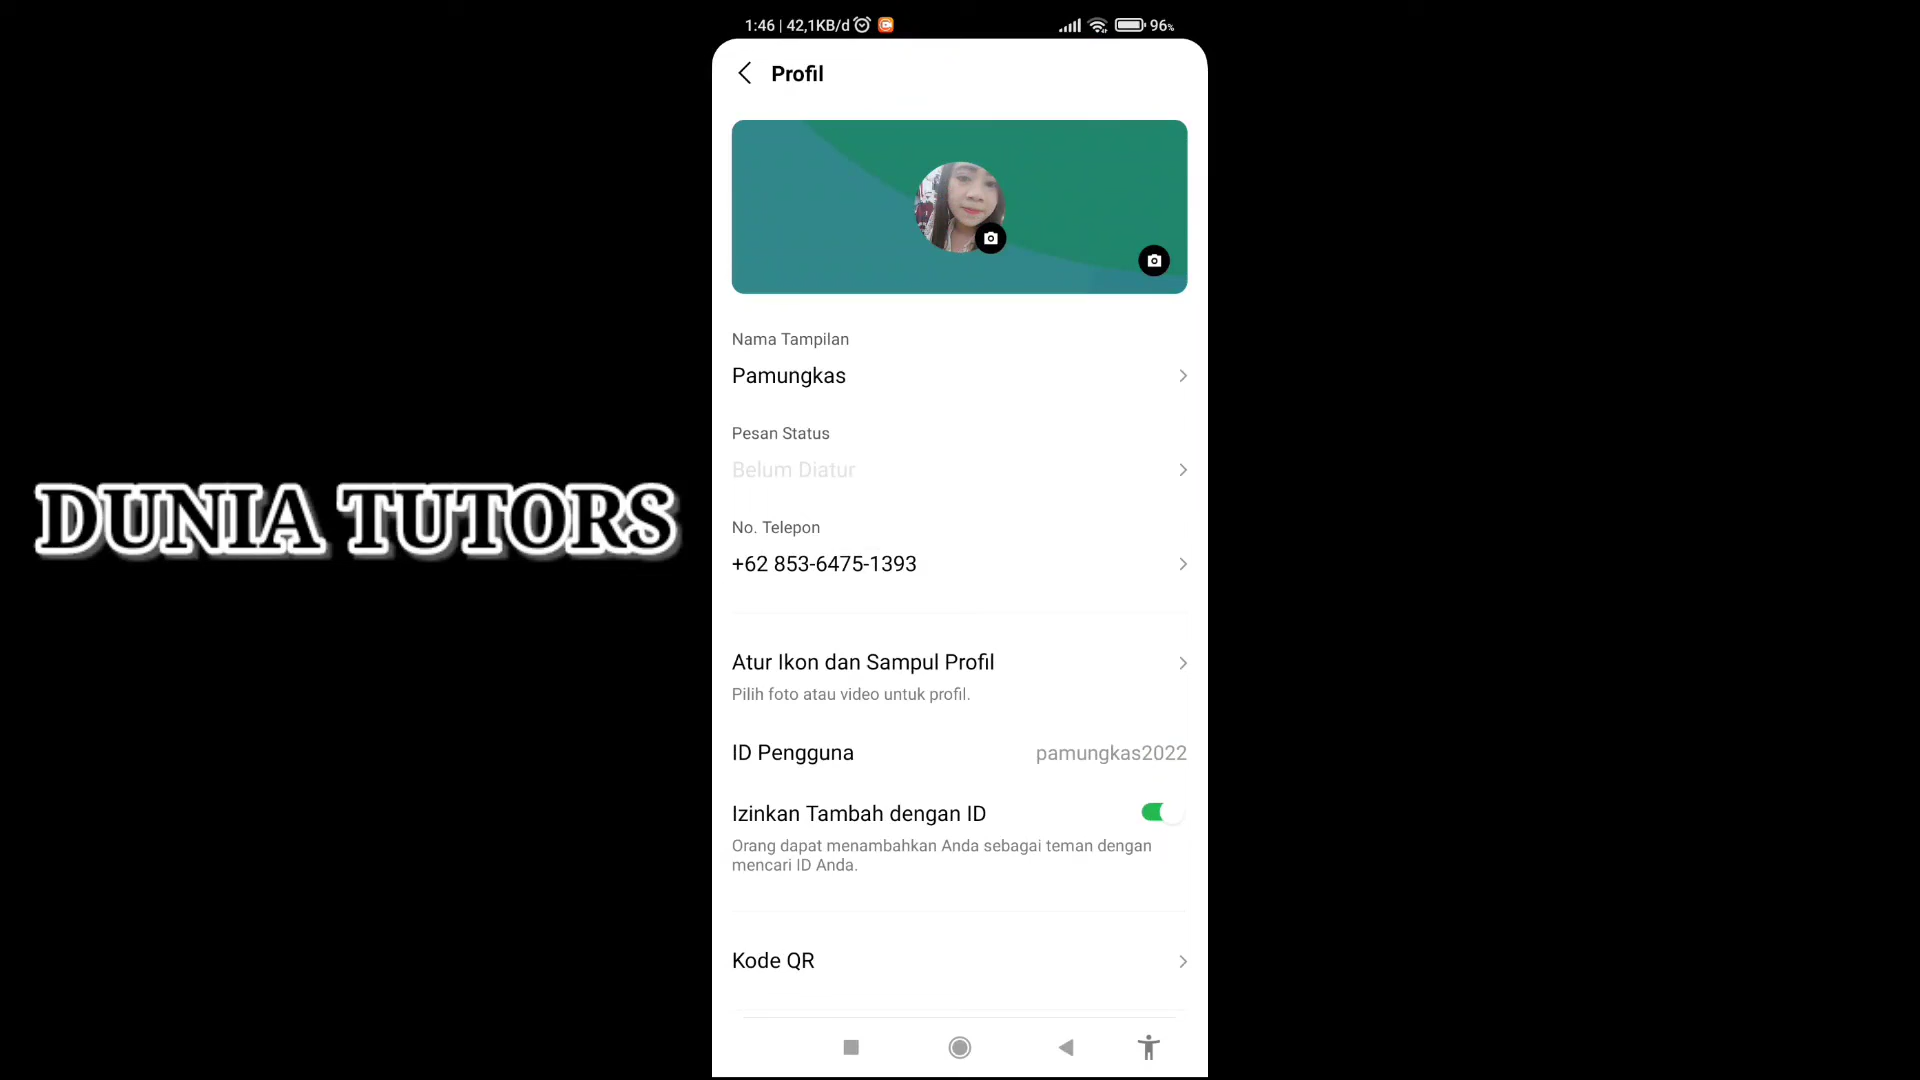 1:46 | 42,1KB/d 96%
Profil
Nama Tampilan
Pamungkas
Pesan Status
Belum Diatur
No. Telepon
+62 853-6475-1393
DUNIA TUTORS
Atur Ikon dan Sampul Profil
Pilih foto atau video untuk profil.
ID Pengguna pamungkas2022
Izinkan Tambah dengan ID
Orang dapat menambahkan Anda sebagai teman dengan
mencari ID Anda.
Kode QR